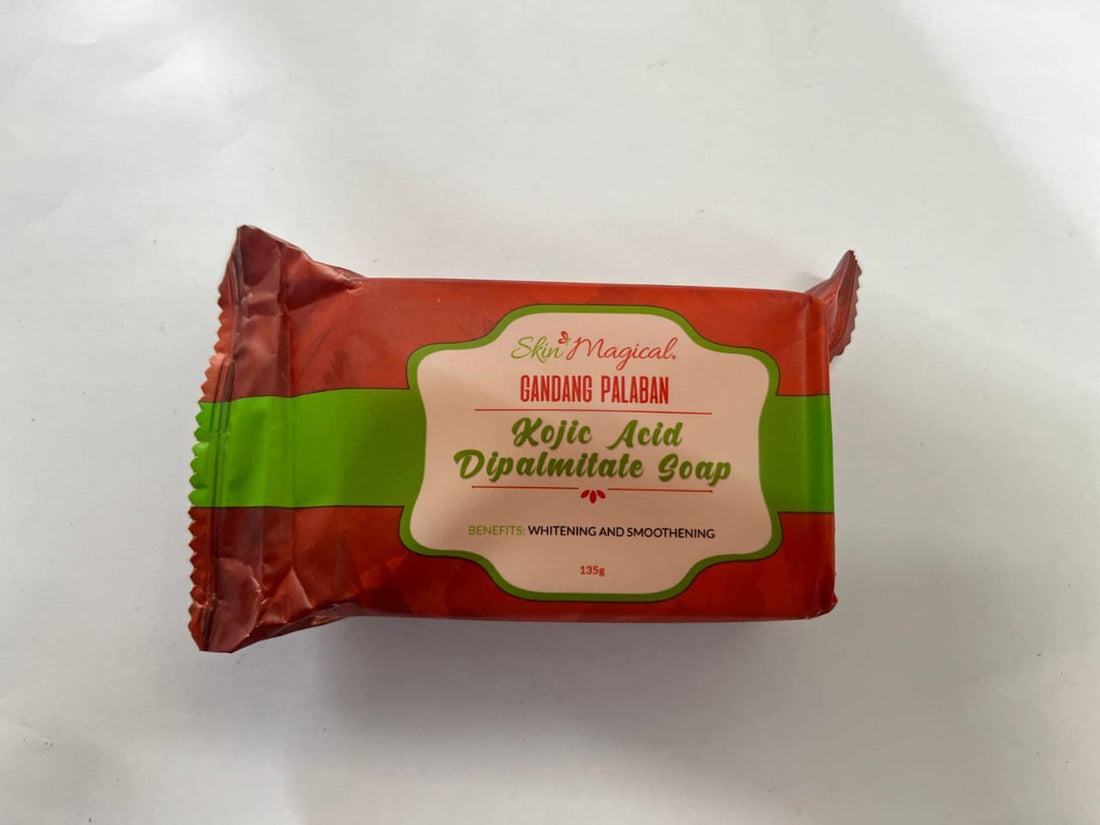 Skin Magical®
GANDANG PALABAN
Kojic Acid
Dipalmitate Soap
BENEFITS: WHITENING AND SMOOTHENING
135g